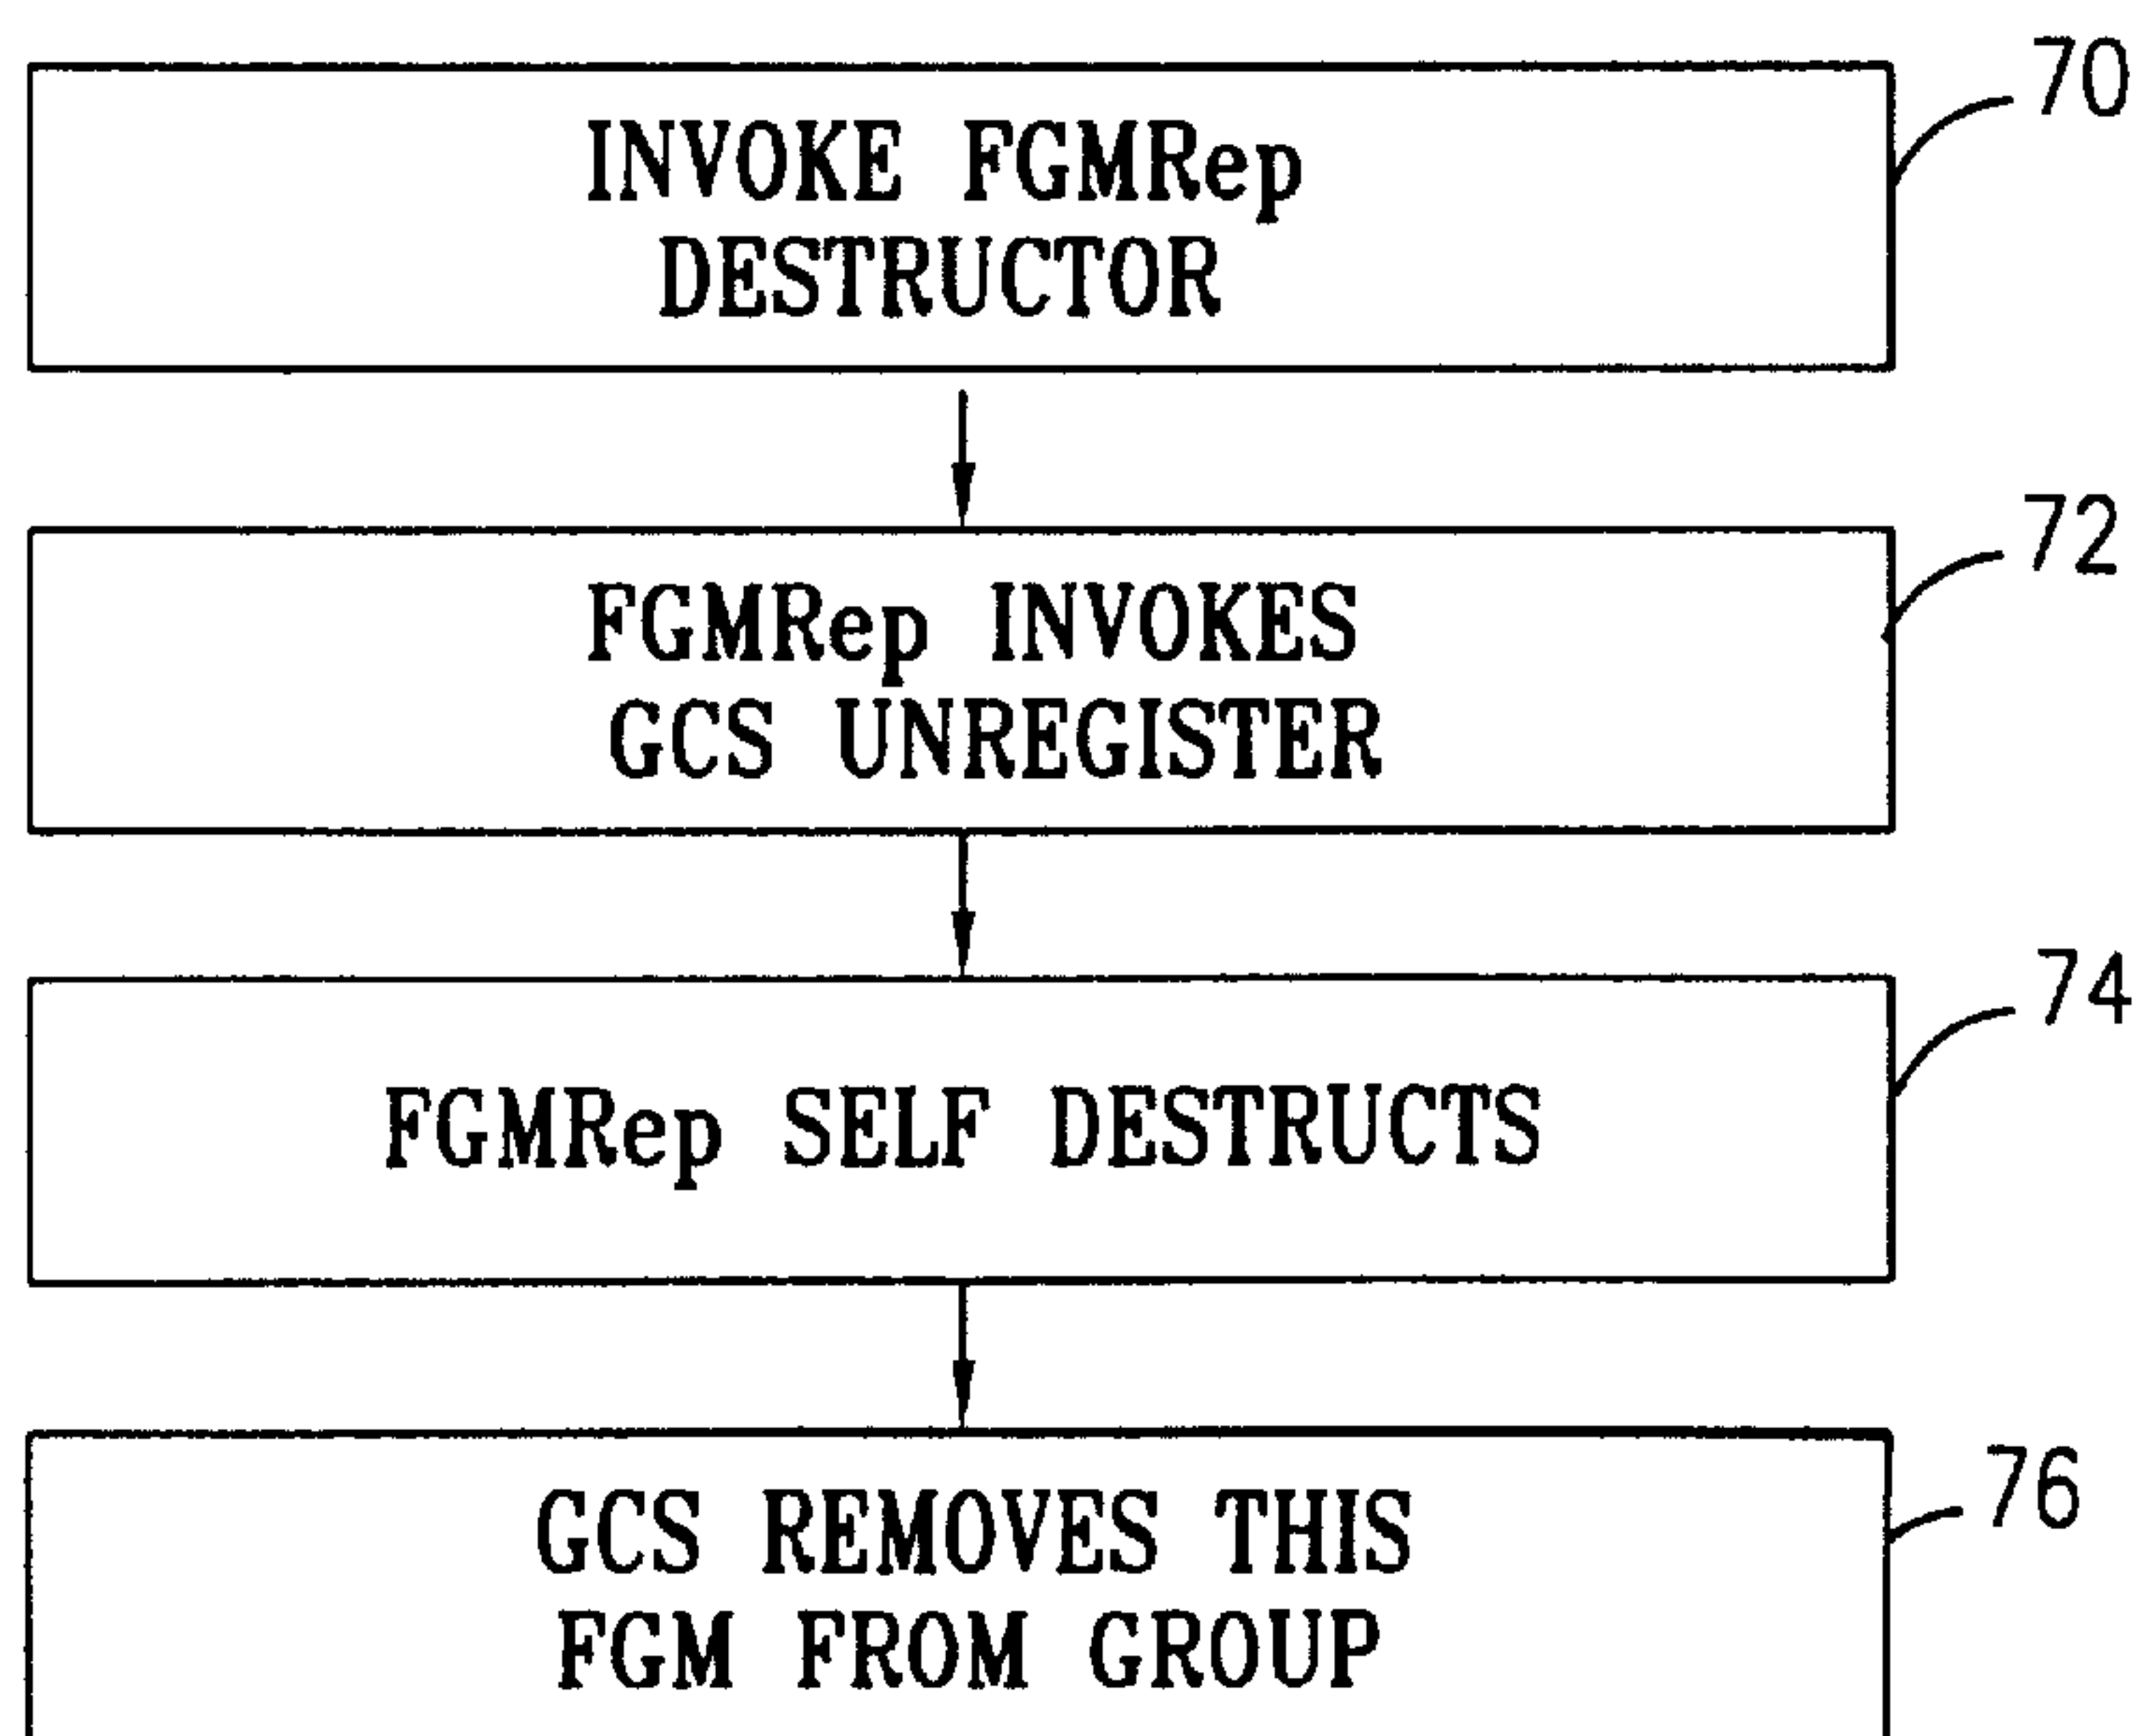 70
INVOKE FGMRep
DESTRUCTOR
72
FGMRep INVOKES
GCS UNREGISTER
74
FGMRep SELF DESTRUCTS
76
GCS REMOVES THIS
FGM FROM GROUP